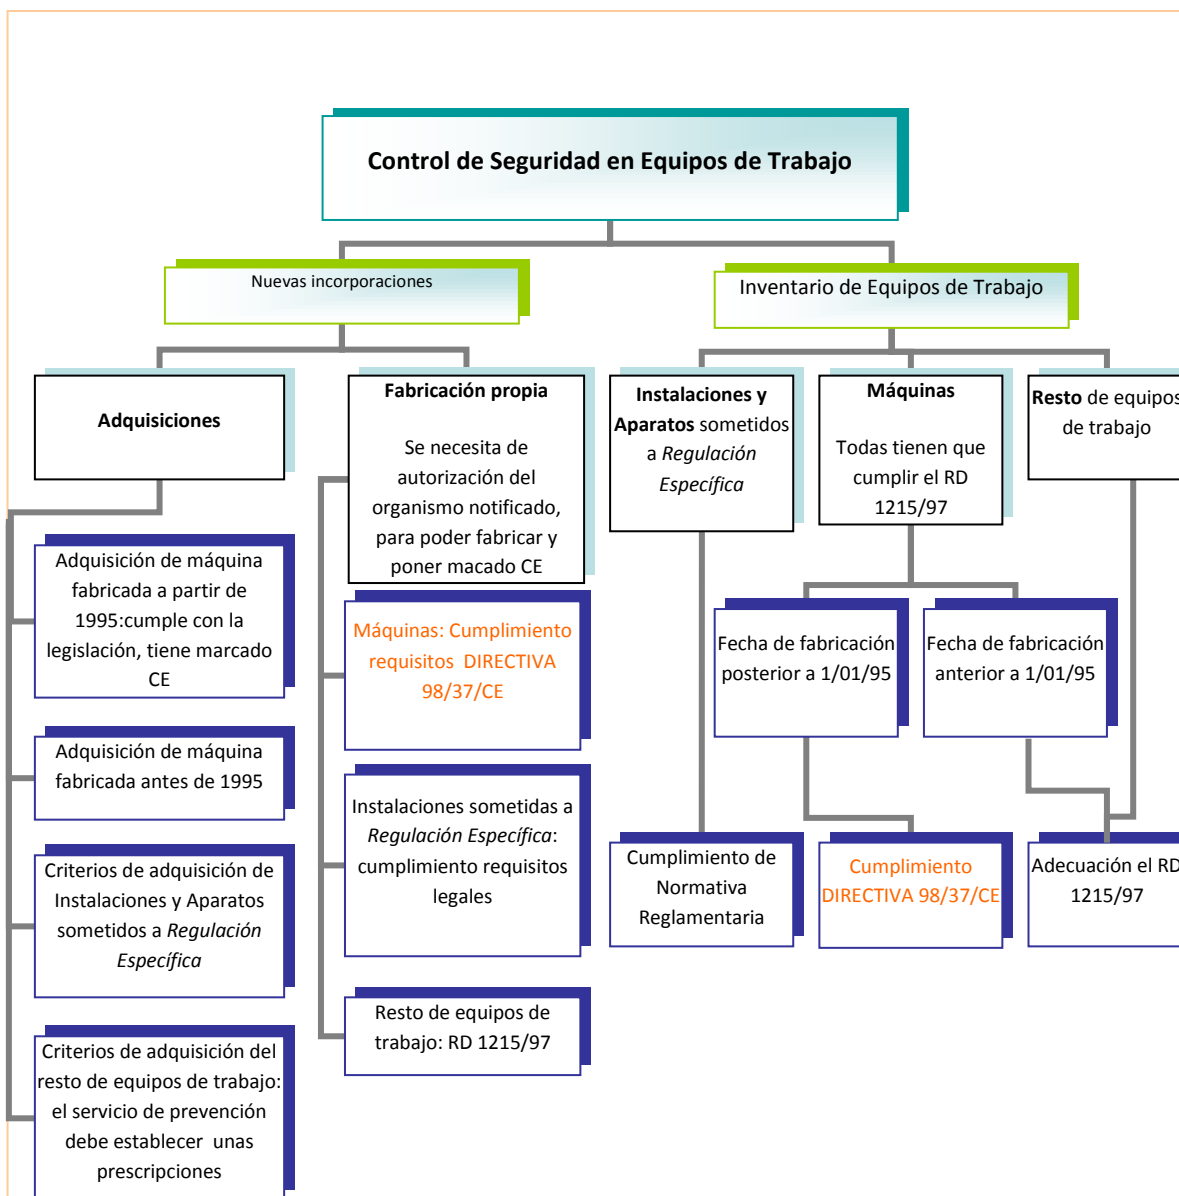 Control de Seguridad en Equipos de Trabajo
Nuevas incorporaciones
Inventario de Equipos de Trabajo
Adquisiciones
Fabricación propia
Se necesita de
autorización del
organismo notificado,
para poder fabricar y
poner macado CE
Instalaciones y
Aparatos sometidos
a Regulación
Específica
Máquinas
Todas tienen que
cumplir el RD
1215/97
Resto de equipos
de trabajo
Adquisición de máquina
fabricada a partir de
1995:cumple con la
legislación, tiene marcado
CE
Adquisición de máquina
fabricada antes de 1995
Criterios de adquisición de
Instalaciones y Aparatos
sometidos a Regulación
Específica
Criterios de adquisición del
resto de equipos de trabajo:
el servicio de prevención
debe establecer unas
prescripciones
Máquinas: Cumplimiento
requisitos DIRECTIVA
98/37/CE
Instalaciones sometidas a
Regulación Específica:
cumplimiento requisitos
legales
Resto de equipos de
trabajo: RD 1215/97
Fecha de fabricación
posterior a 1/01/95
Fecha de fabricación
anterior a 1/01/95
Cumplimiento de
Normativa
Reglamentaria
Cumplimiento
DIRECTIVA 98/37/CE
Adecuación el RD
1215/97